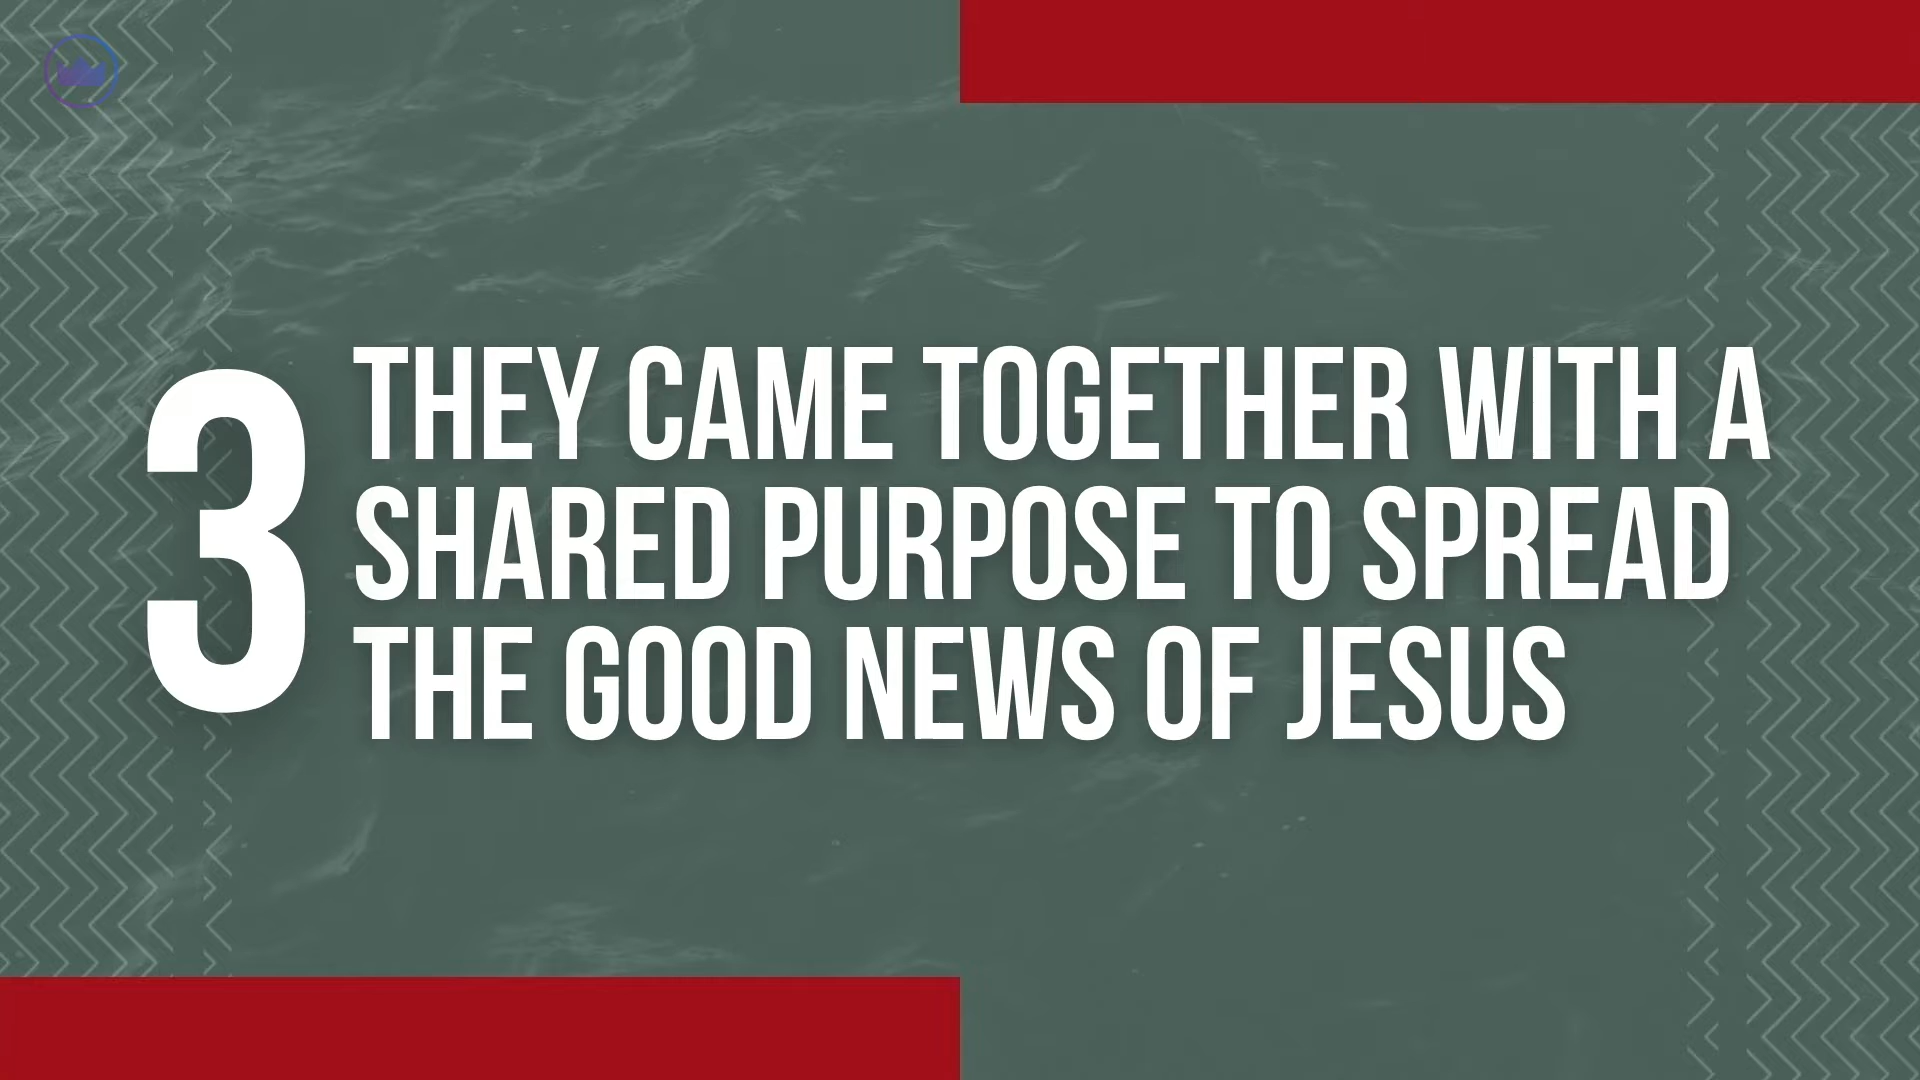 3
THEY CAME TOGETHER WITH A
SHARED PURPOSE TO SPREAD
THE GOOD NEWS OF JESUS